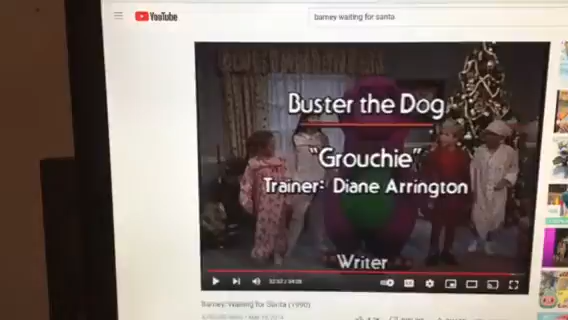 YouTube
barney waiting for santa
Buster the Dog
"Grouchie"
Trainer: Diane Arrington
Writer
Barney: Waiting for Santa (1990)